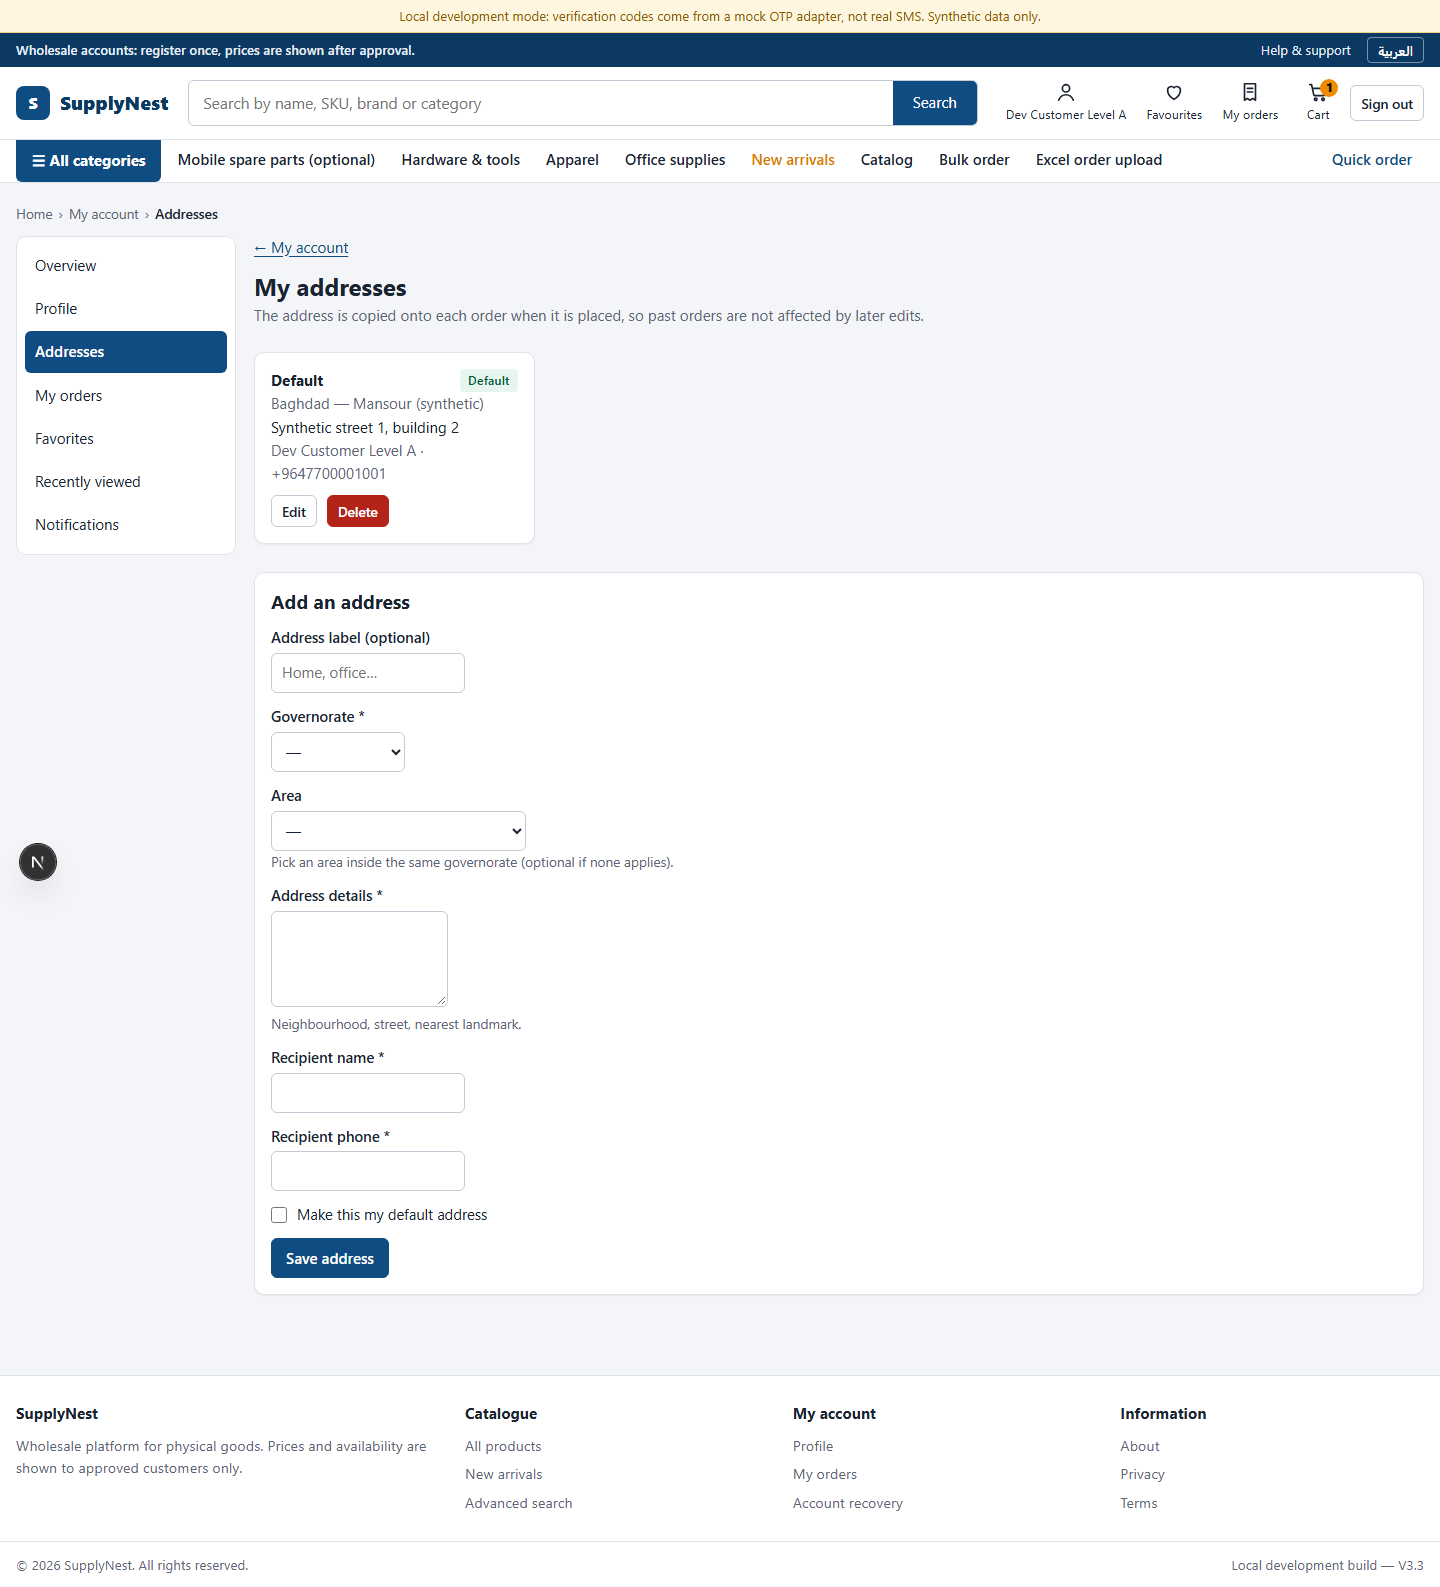 Local development mode: verification codes come from a mock OTP adapter, not real SMS. Synthetic data only.
Wholesale accounts: register once, prices are shown after approval.
Help & support
العربية
S
SupplyNest
Search by name, SKU, brand or category
Search
Dev Customer Level A
Favourites
My orders
1
Cart
Sign out
☰ All categories
Mobile spare parts (optional)
Hardware & tools
Apparel
Office supplies
New arrivals
Catalog
Bulk order
Excel order upload
Quick order
Home › My account › Addresses
Overview
Profile
Addresses
My orders
Favorites
Recently viewed
Notifications
← My account
My addresses
The address is copied onto each order when it is placed, so past orders are not affected by later edits.
Default
Default
Baghdad — Mansour (synthetic)
Synthetic street 1, building 2
Dev Customer Level A ·
+9647700001001
Edit
Delete
Add an address
Address label (optional)
Home, office...
Governorate *
—
Area
—
Pick an area inside the same governorate (optional if none applies).
Address details *
Neighbourhood, street, nearest landmark.
Recipient name *
Recipient phone *
Make this my default address
Save address
N
SupplyNest
Wholesale platform for physical goods. Prices and availability are
shown to approved customers only.
Catalogue
All products
New arrivals
Advanced search
My account
Profile
My orders
Account recovery
Information
About
Privacy
Terms
© 2026 SupplyNest. All rights reserved.
Local development build — V3.3